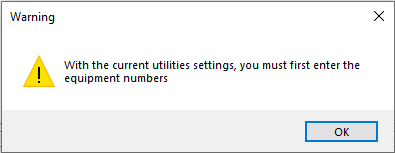 Warning
With the current utilities settings, you must first enter the
equipment numbers
OK